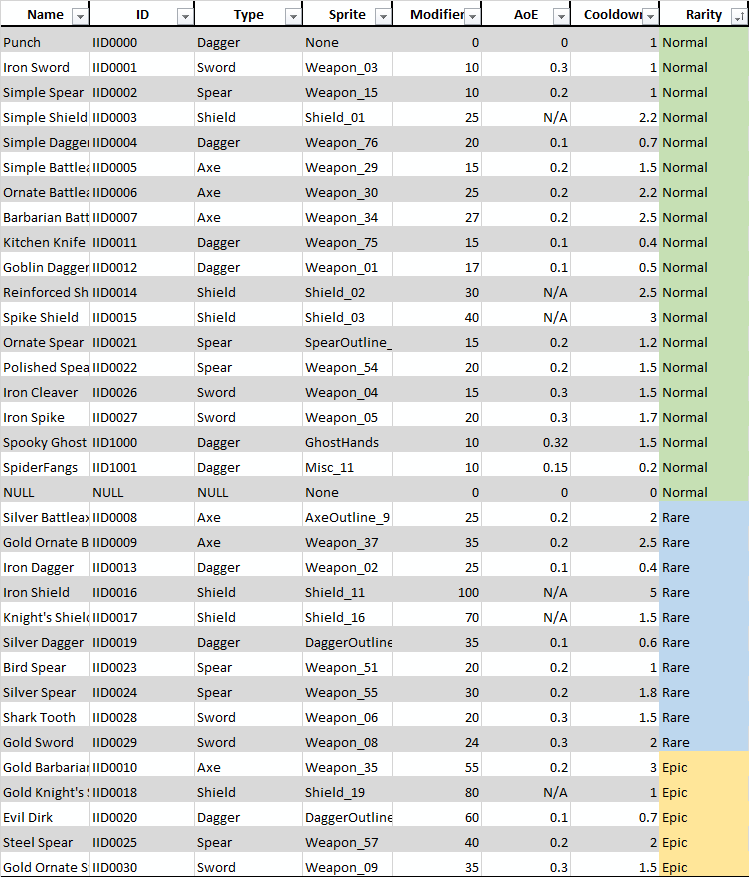 Name ID Type Sprite Modifier AoE Cooldown Rarity
Punch IID0000 Dagger None 0 0 1 Normal
Iron Sword IID0001 Sword Weapon_03 10 0.3 1 Normal
Simple Spear IID0002 Spear Weapon_15 10 0.2 1 Normal
Simple Shield IID0003 Shield Shield_01 25 N/A 2.2 Normal
Simple Dagger IID0004 Dagger Weapon_76 20 0.1 0.7 Normal
Simple Battlea IID0005 Axe Weapon_29 15 0.2 1.5 Normal
Ornate Battlea IID0006 Axe Weapon_30 25 0.2 2.2 Normal
Barbarian Batt IID0007 Axe Weapon_34 27 0.2 2.5 Normal
Kitchen Knife IID0011 Dagger Weapon_75 15 0.1 0.4 Normal
Goblin Dagger IID0012 Dagger Weapon_01 17 0.1 0.5 Normal
Reinforced Sh IID0014 Shield Shield_02 30 N/A 2.5 Normal
Spike Shield IID0015 Shield Shield_03 40 N/A 3 Normal
Ornate Spear IID0021 Spear SpearOutline_ 15 0.2 1.2 Normal
Polished Spea IID0022 Spear Weapon_54 20 0.2 1.5 Normal
Iron Cleaver IID0026 Sword Weapon_04 15 0.3 1.5 Normal
Iron Spike IID0027 Sword Weapon_05 20 0.3 1.7 Normal
Spooky Ghost IID1000 Dagger GhostHands 10 0.32 1.5 Normal
SpiderFangs IID1001 Dagger Misc_11 10 0.15 0.2 Normal
NULL NULL NULL None 0 0 0 Normal
Silver Battleax IID0008 Axe AxeOutline_9 25 0.2 2 Rare
Gold Ornate B IID0009 Axe Weapon_37 35 0.2 2.5 Rare
Iron Dagger IID0013 Dagger Weapon_02 25 0.1 0.4 Rare
Iron Shield IID0016 Shield Shield_11 100 N/A 5 Rare
Knight's Shield IID0017 Shield Shield_16 70 N/A 1.5 Rare
Silver Dagger IID0019 Dagger DaggerOutline 35 0.1 0.6 Rare
Bird Spear IID0023 Spear Weapon_51 20 0.2 1 Rare
Silver Spear IID0024 Spear Weapon_55 30 0.2 1.8 Rare
Shark Tooth IID0028 Sword Weapon_06 20 0.3 1.5 Rare
Gold Sword IID0029 Sword Weapon_08 24 0.3 2 Rare
Gold Barbarian IID0010 Axe Weapon_35 55 0.2 3 Epic
Gold Knight's S IID0018 Shield Shield_19 80 N/A 1 Epic
Evil Dirk IID0020 Dagger DaggerOutline 60 0.1 0.7 Epic
Steel Spear IID0025 Spear Weapon_57 40 0.2 2 Epic
Gold Ornate S IID0030 Sword Weapon_09 35 0.3 1.5 Epic